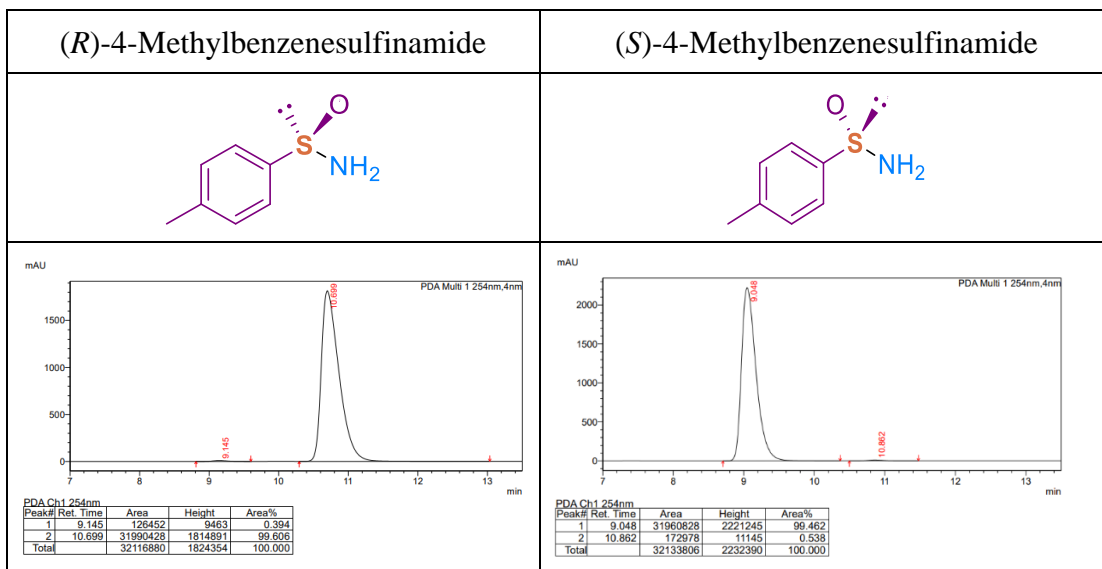 (R)-4-Methylbenzenesulfinamide
(S)-4-Methylbenzenesulfinamide
O
S
NH2
O
S
NH2
mAU
PDA Multi 1 254nm,4nm
10.699
1500
1000
500
9.145
0
7 8 9 10 11 12 13
min
PDA Ch1 254nm
Peak# Ret. Time Area Height Area%
1 9.145 126452 9463 0.394
2 10.699 31990428 1814891 99.606
Total 32116880 1824354 100.000
mAU
PDA Multi 1 254nm,4nm
9.048
2000
1500
1000
500
10.862
0
7 8 9 10 11 12 13
min
PDA Ch1 254nm
Peak# Ret. Time Area Height Area%
1 9.048 31960828 2221245 99.462
2 10.862 172978 11145 0.538
Total 32133806 2232390 100.000